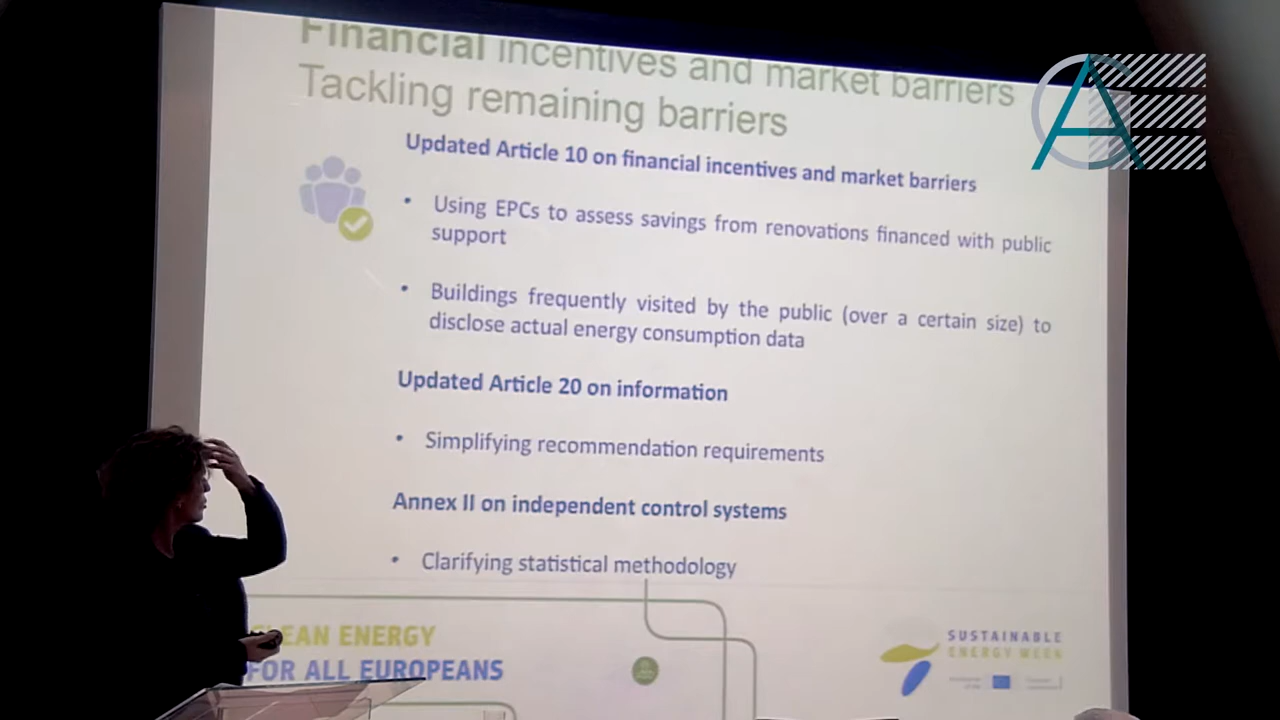 Financial incentives and market barriers
Tackling remaining barriers
Updated Article 10 on financial incentives and market barriers
• Using EPCs to assess savings from renovations financed with public
support
• Buildings frequently visited by the public (over a certain size) to
disclose actual energy consumption data
Updated Article 20 on information
• Simplifying recommendation requirements
Annex II on independent control systems
• Clarifying statistical methodology
CLEAN ENERGY
FOR ALL EUROPEANS
SUSTAINABLE
ENERGY WEEK